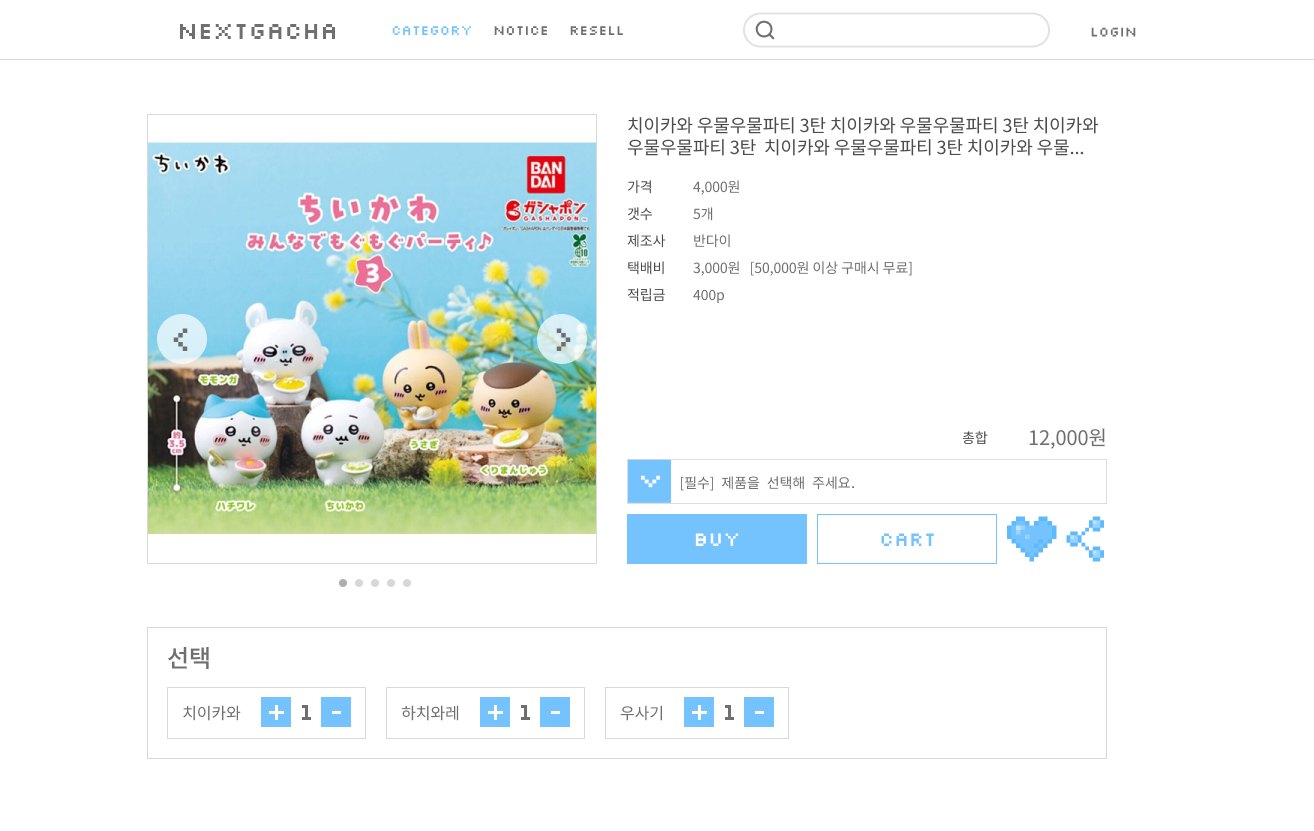 NEXTGACHA
CATEGORY
NOTICE
RESELL
LOGIN
ちいかわ
BAN
DAI
ガシャポン
GASHAPON
ちいかわ
みんなでもぐもぐパーティ♪
3
モモンガ
約
3.5
cm
うさぎ
くりまんじゅう
ハチワレ
ちいかわ
치이카와 우물우물파티 3탄 치이카와 우물우물파티 3탄 치이카와
우물우물파티 3탄 치이카와 우물우물파티 3탄 치이카와 우물...
가격 4,000원
갯수 5개
제조사 반다이
택배비 3,000원 [50,000원 이상 구매시 무료]
적립금 400p
총합 12,000원
[필수] 제품을 선택해 주세요.
BUY
CART
선택
치이카와 + 1 -
하치와레 + 1 -
우사기 + 1 -